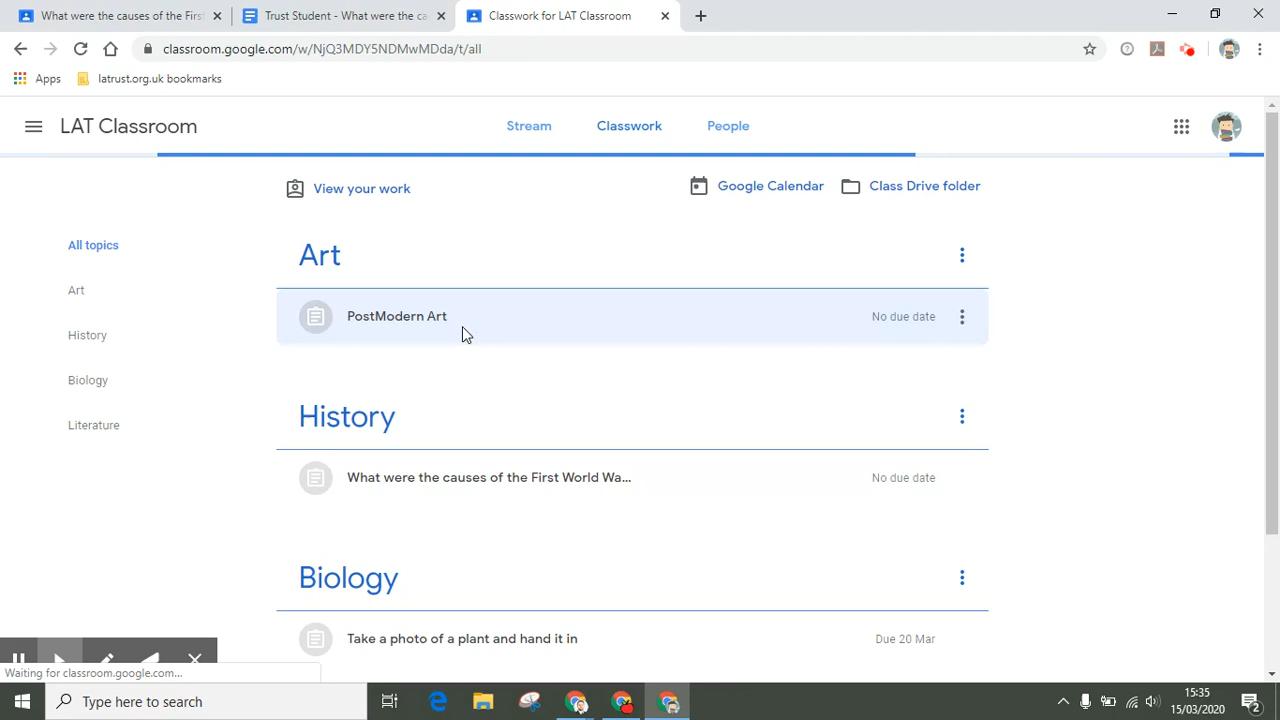 What were the causes of the Firs
Trust Student - What were the ca
Classwork for LAT Classroom
classroom.google.com/w/NjQ3MDY5NDMwMDda/t/all
Apps
latrust.org.uk bookmarks
LAT Classroom
Stream
Classwork
People
View your work
Google Calendar
Class Drive folder
All topics
Art
History
Biology
Literature
Art
PostModern Art
No due date
History
What were the causes of the First World Wa...
No due date
Biology
Take a photo of a plant and hand it in
Due 20 Mar
Waiting for classroom.google.com...
Type here to search
15:35
15/03/2020
2